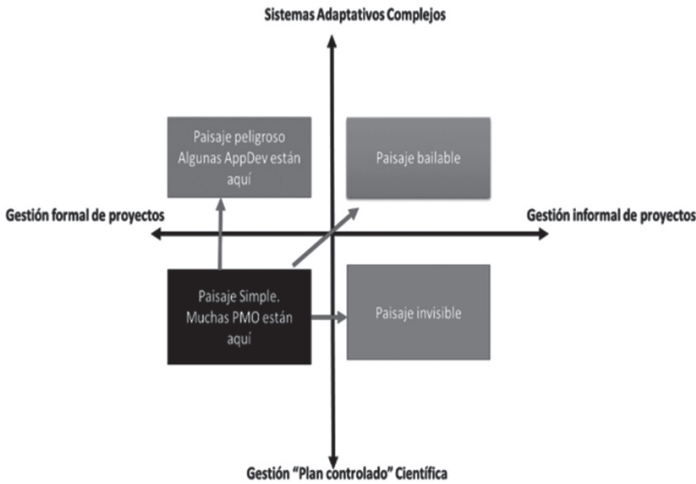 Sistemas Adaptativos Complejos
Paisaje peligroso
Algunas AppDev están
aquí
Paisaje bailable
Gestión formal de proyectos
Gestión informal de proyectos
Paisaje Simple.
Muchas PMO están
aquí
Paisaje invisible
Gestión “Plan controlado” Científica